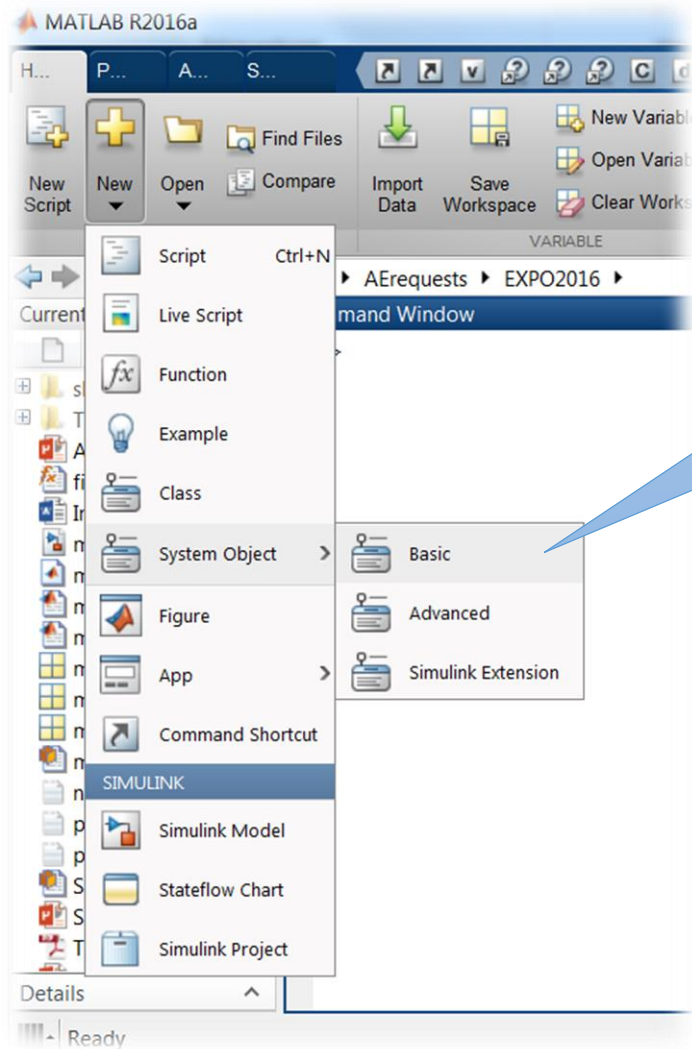 MATLAB R2016a
H... P... A... S...
New Script
New
Open
Find Files
Compare
Import Data
Save Workspace
New Variabl
Open Variab
Clear Works
VARIABLE
AErequests EXPO2016
Current
mand Window
Script Ctrl+N
Live Script
Function
Example
Class
System Object
Basic
Advanced
Simulink Extension
Figure
App
Command Shortcut
SIMULINK
Simulink Model
Stateflow Chart
Simulink Project
Details
Ready